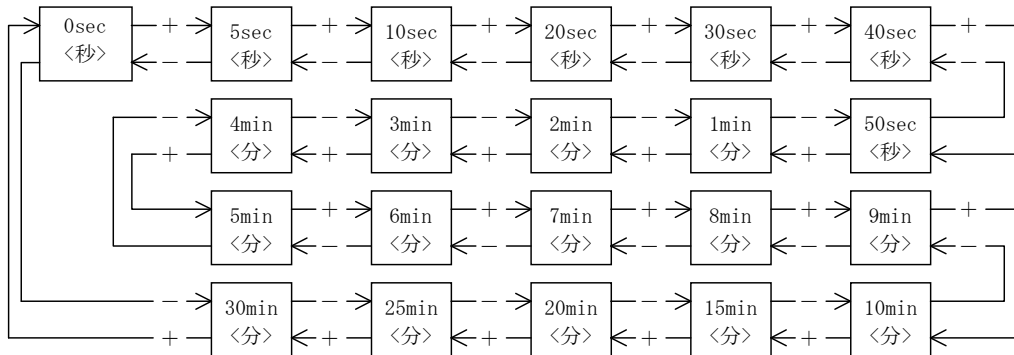 0sec + 5sec + 10sec + 20sec + 30sec + 40sec +
<秒> － <秒> － <秒> － <秒> － <秒> － <秒> －
－ 4min － 3min － 2min － 1min － 50sec
+ <分> + <分> + <分> + <分> + <秒>
5min + 6min + 7min + 8min + 9min +
<分> － <分> － <分> － <分> － <分> －
－ 30min － 25min － 20min － 15min － 10min
+ <分> + <分> + <分> + <分> + <分>